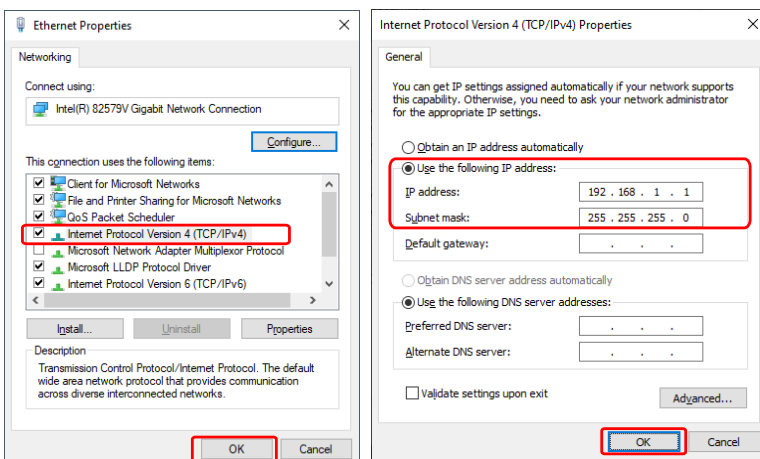 Ethernet Properties
Networking
Connect using:
Intel(R) 82579V Gigabit Network Connection
Configure...
This connection uses the following items:
Client for Microsoft Networks
File and Printer Sharing for Microsoft Networks
QoS Packet Scheduler
Internet Protocol Version 4 (TCP/IPv4)
Microsoft Network Adapter Multiplexor Protocol
Microsoft LLDP Protocol Driver
Internet Protocol Version 6 (TCP/IPv6)
Install...
Uninstall
Properties
Description
Transmission Control Protocol/Internet Protocol. The default
wide area network protocol that provides communication
across diverse interconnected networks.
OK
Cancel
Internet Protocol Version 4 (TCP/IPv4) Properties
General
You can get IP settings assigned automatically if your network supports
this capability. Otherwise, you need to ask your network administrator
for the appropriate IP settings.
Obtain an IP address automatically
Use the following IP address:
IP address: 192 . 168 . 1 . 1
Subnet mask: 255 . 255 . 255 . 0
Default gateway: . . .
Obtain DNS server address automatically
Use the following DNS server addresses:
Preferred DNS server: . . .
Alternate DNS server: . . .
Validate settings upon exit
Advanced...
OK
Cancel